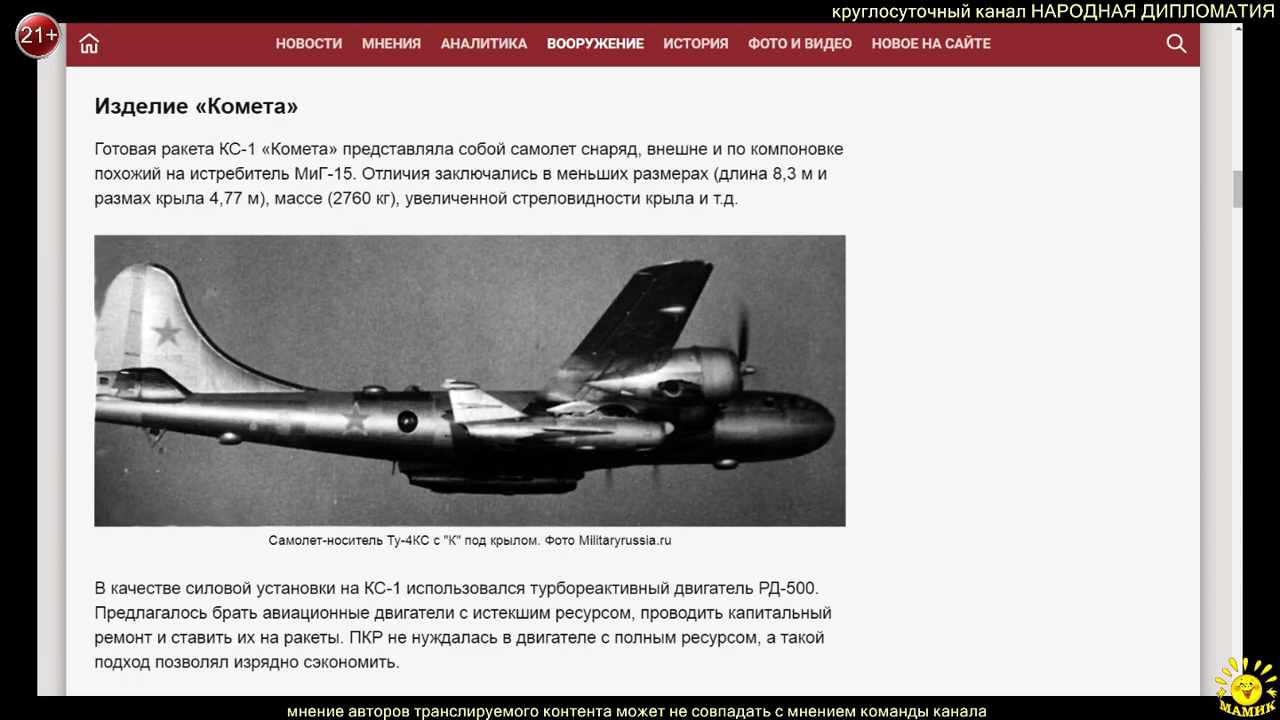 круглосуточный канал НАРОДНАЯ ДИПЛОМАТИЯ
21+
НОВОСТИ МНЕНИЯ АНАЛИТИКА ВООРУЖЕНИЕ ИСТОРИЯ ФОТО И ВИДЕО НОВОЕ НА САЙТЕ
Изделие «Комета»
Готовая ракета КС-1 «Комета» представляла собой самолет снаряд, внешне и по компоновке
похожий на истребитель МиГ-15. Отличия заключались в меньших размерах (длина 8,3 м и
размах крыла 4,77 м), массе (2760 кг), увеличенной стреловидности крыла и т.д.
Самолет-носитель Ту-4КС с "К" под крылом. Фото Militaryrussia.ru
В качестве силовой установки на КС-1 использовался турбореактивный двигатель РД-500.
Предлагалось брать авиационные двигатели с истекшим ресурсом, проводить капитальный
ремонт и ставить их на ракеты. ПКР не нуждалась в двигателе с полным ресурсом, а такой
подход позволял изрядно сэкономить.
МАМИК
мнение авторов транслируемого контента может не совпадать с мнением команды канала